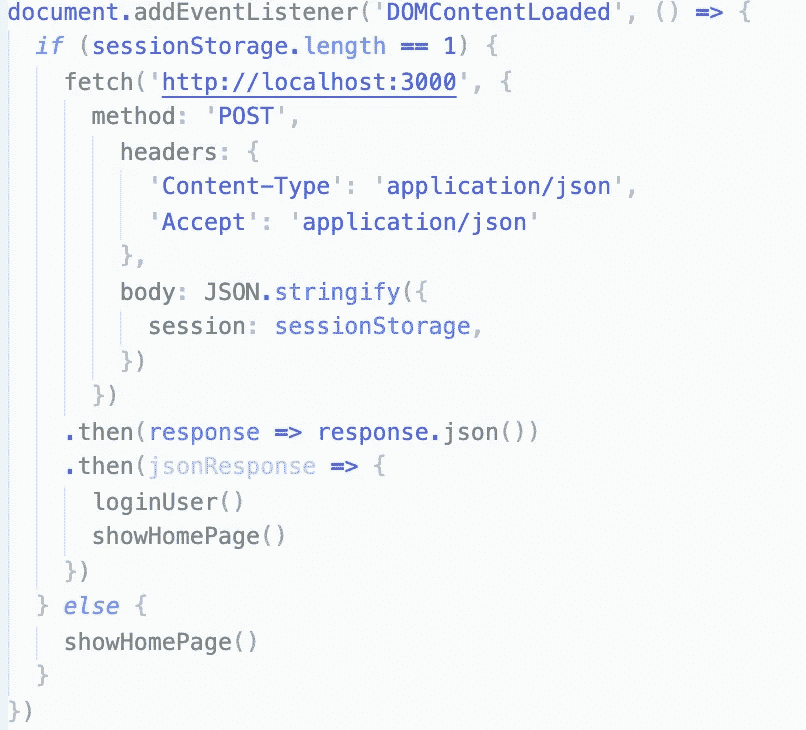 document.addEventListener('DOMContentLoaded', () => {
  if (sessionStorage.length == 1) {
    fetch('http://localhost:3000', {
      method: 'POST',
        headers: {
          'Content-Type': 'application/json',
          'Accept': 'application/json'
        },
        body: JSON.stringify({
          session: sessionStorage,
        })
      })
    .then(response => response.json())
    .then(jsonResponse => {
      loginUser()
      showHomePage()
    })
  } else {
    showHomePage()
  }
})